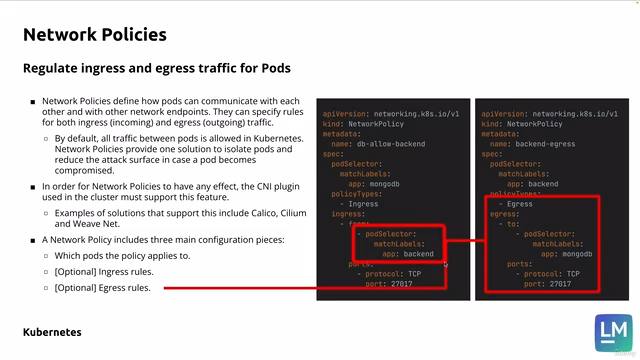 Network Policies
Regulate ingress and egress traffic for Pods
Network Policies define how pods can communicate with each
other and with other network endpoints. They can specify rules
for both ingress (incoming) and egress (outgoing) traffic.
By default, all traffic between pods is allowed in Kubernetes.
Network Policies provide one solution to isolate pods and
reduce the attack surface in case a pod becomes
compromised.
In order for Network Policies to have any effect, the CNI plugin
used in the cluster must support this feature.
Examples of solutions that support this include Calico, Cilium
and Weave Net.
A Network Policy includes three main configuration pieces:
Which pods the policy applies to.
[Optional] Ingress rules.
[Optional] Egress rules.
apiVersion: networking.k8s.io/v1
kind: NetworkPolicy
metadata:
name: db-allow-backend
spec:
podSelector:
matchLabels:
app: mongodb
policyTypes:
- Ingress
ingress:
- from:
- podSelector:
matchLabels:
app: backend
ports:
- protocol: TCP
port: 27017
apiVersion: networking.k8s.io/v1
kind: NetworkPolicy
metadata:
name: backend-egress
spec:
podSelector:
matchLabels:
app: backend
policyTypes:
- Egress
egress:
- to:
- podSelector:
matchLabels:
app: mongodb
ports:
- protocol: TCP
port: 27017
Kubernetes
LM